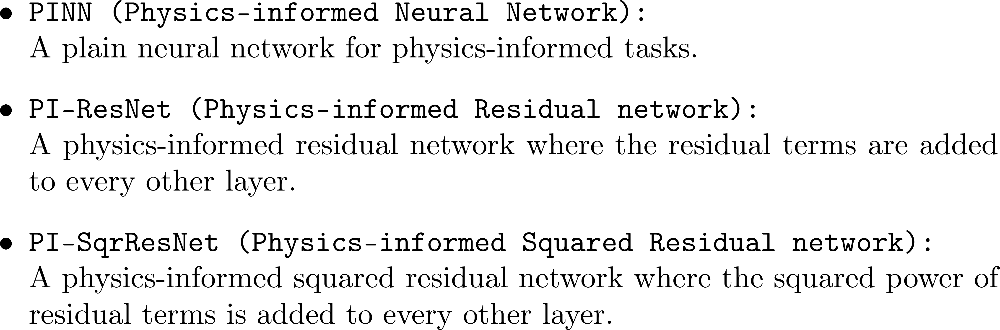 • PINN (Physics-informed Neural Network):
A plain neural network for physics-informed tasks.
• PI-ResNet (Physics-informed Residual network):
A physics-informed residual network where the residual terms are added
to every other layer.
• PI-SqrResNet (Physics-informed Squared Residual network):
A physics-informed squared residual network where the squared power of
residual terms is added to every other layer.